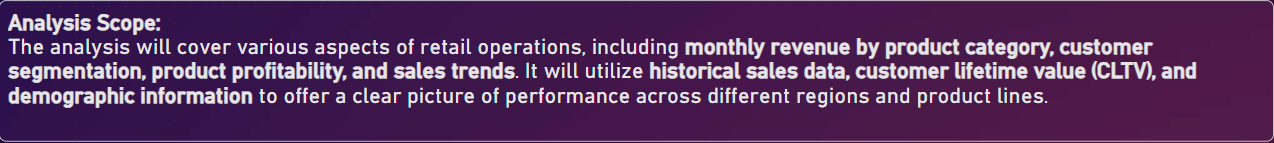 Analysis Scope:
The analysis will cover various aspects of retail operations, including monthly revenue by product category, customer
segmentation, product profitability, and sales trends. It will utilize historical sales data, customer lifetime value (CLTV), and
demographic information to offer a clear picture of performance across different regions and product lines.